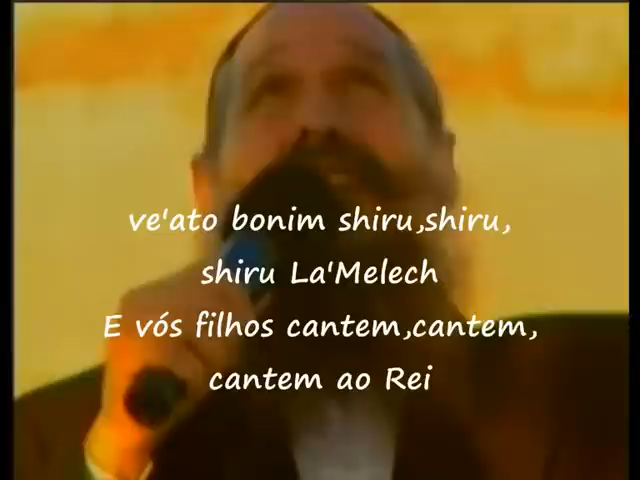 ve'ato bonim shiru,shiru,
shiru La'Melech
E vós filhos cantem,cantem,
cantem ao Rei